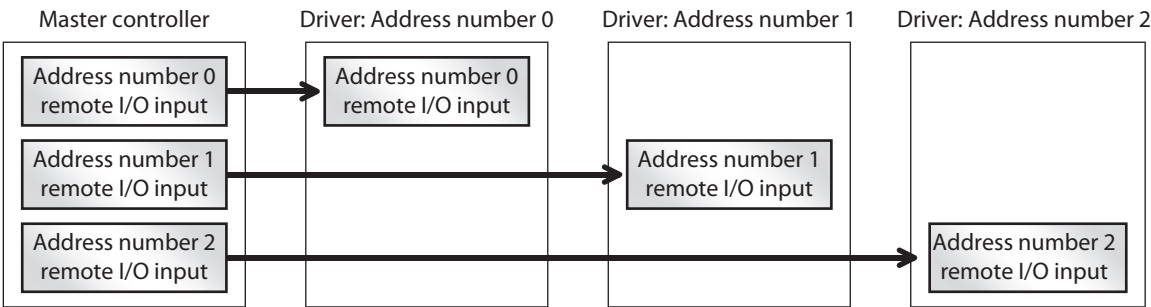 Master controller
Driver: Address number 0
Driver: Address number 1
Driver: Address number 2
Address number 0
remote I/O input
Address number 0
remote I/O input
Address number 1
remote I/O input
Address number 1
remote I/O input
Address number 2
remote I/O input
Address number 2
remote I/O input